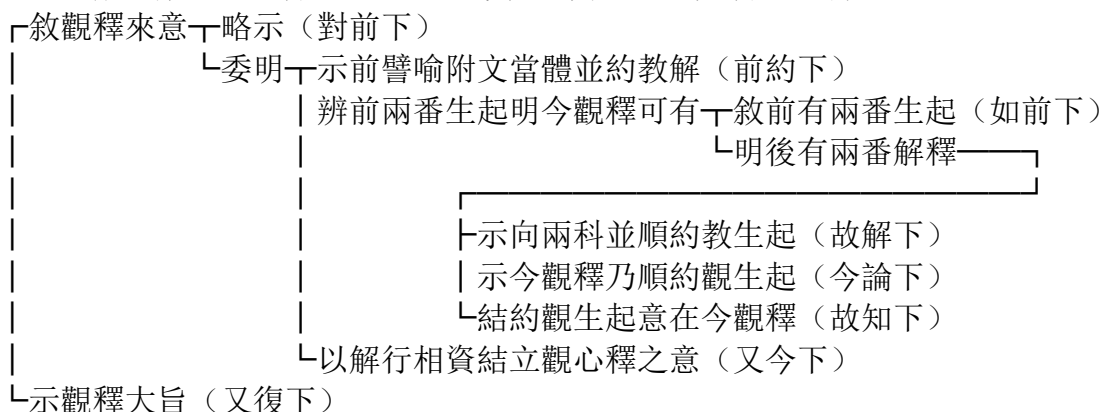 ┌敘觀釋來意┬略示（對前下）
│　　　　　└委明┬示前譬喻附文當體並約教解（前約下）
│　　　　　　　　│辨前兩番生起明今觀釋可有┬敘前有兩番生起（如前下）
│　　　　　　　　│　　　　　　　　　　　　└明後有兩番解釋──┐
│　　　　　　　　│　　　　┌─────────────────┘
│　　　　　　　　│　　　　├示向兩科並順約教生起（故解下）
│　　　　　　　　│　　　　│示今觀釋乃順約觀生起（今論下）
│　　　　　　　　│　　　　└結約觀生起意在今觀釋（故知下）
│　　　　　　　　└以解行相資結立觀心釋之意（又今下）
└示觀釋大旨（又復下）